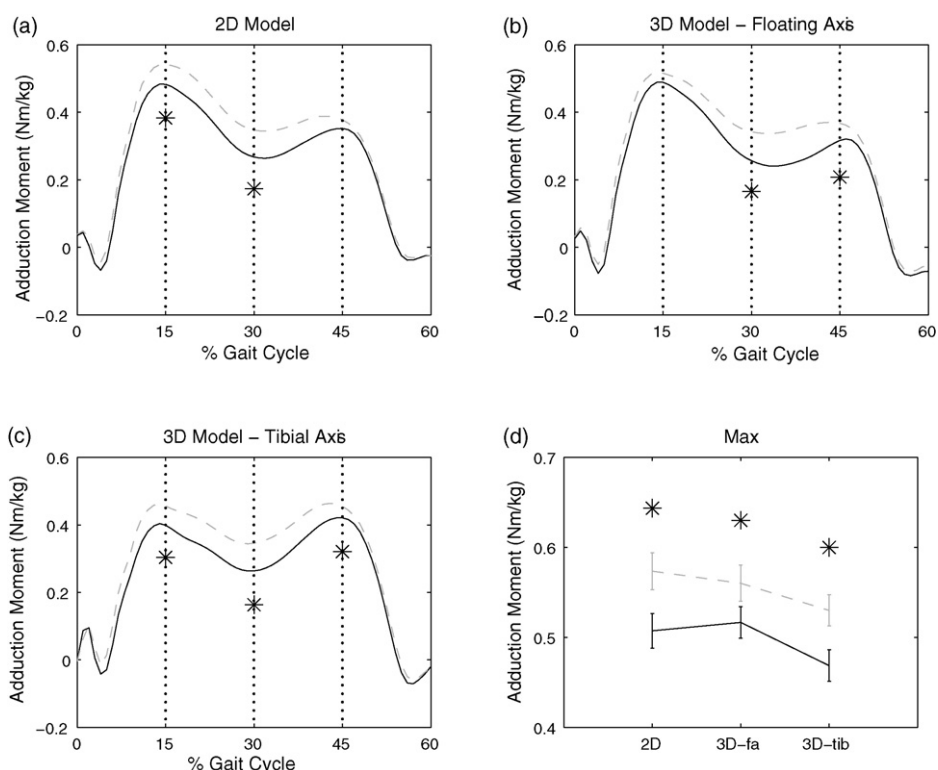 (a)
2D Model
Adduction Moment (Nm/kg)
0.6
0.4
0.2
0
−0.2
0 15 30 45 60
% Gait Cycle
(b)
3D Model − Floating Axis
Adduction Moment (Nm/kg)
0.6
0.4
0.2
0
−0.2
0 15 30 45 60
% Gait Cycle
(c)
3D Model − Tibial Axis
Adduction Moment (Nm/kg)
0.6
0.4
0.2
0
−0.2
0 15 30 45 60
% Gait Cycle
(d)
Max
Adduction Moment (Nm/kg)
0.7
0.6
0.5
0.4
2D 3D−fa 3D−tib